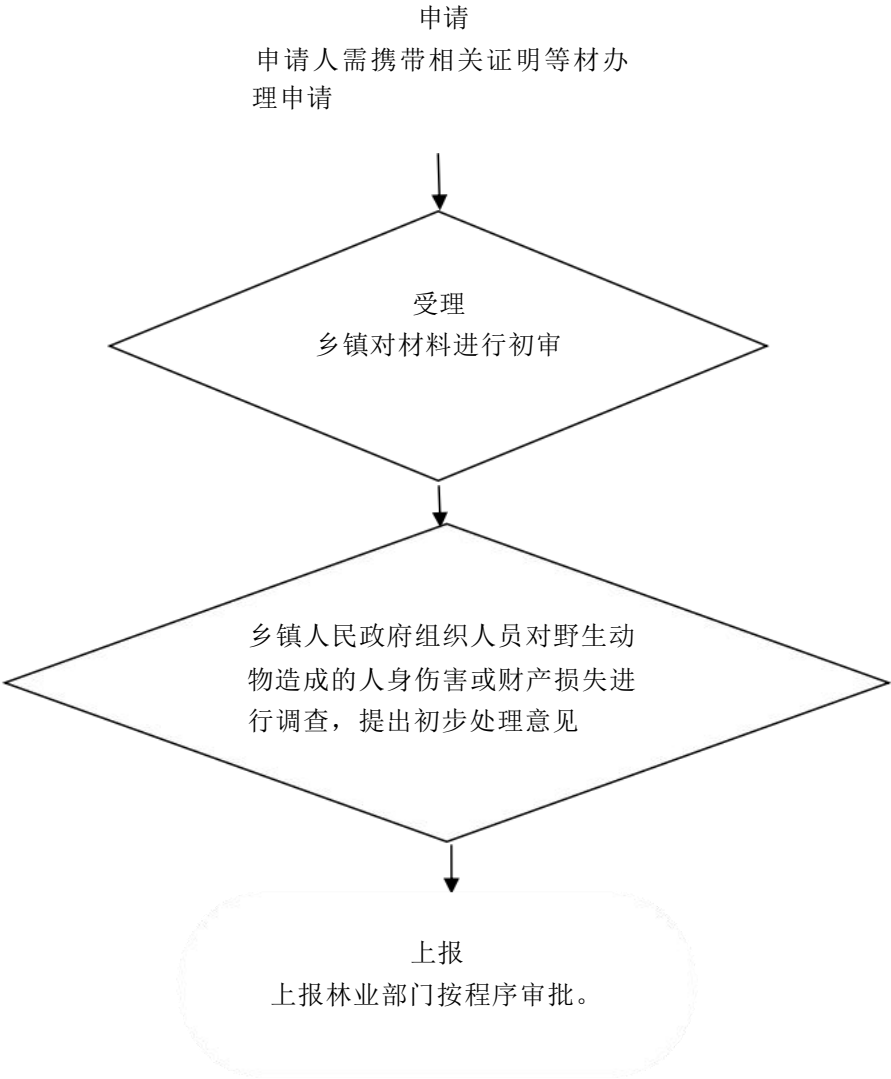 申请
申请人需携带相关证明等材办
理申请
受理
乡镇对材料进行初审
乡镇人民政府组织人员对野生动
物造成的人身伤害或财产损失进
行调查，提出初步处理意见
上报
上报林业部门按程序审批。